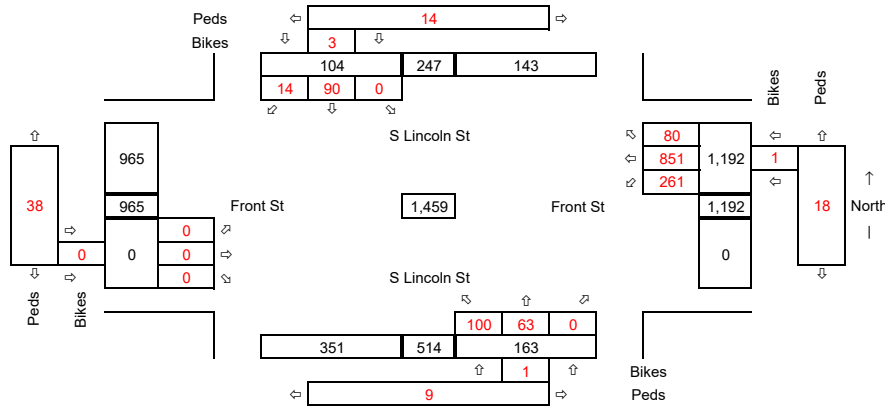 Peds 14
Bikes 3
104 247 143
14 90 0
Bikes Peds
S Lincoln St
965 80 1,192
851 1
261
38 965 Front St 1,459 Front St 1,192 18 North
0
0 0 0 0
0
Peds Bikes
S Lincoln St
100 63 0
351 514 163
1 Bikes
9 Peds